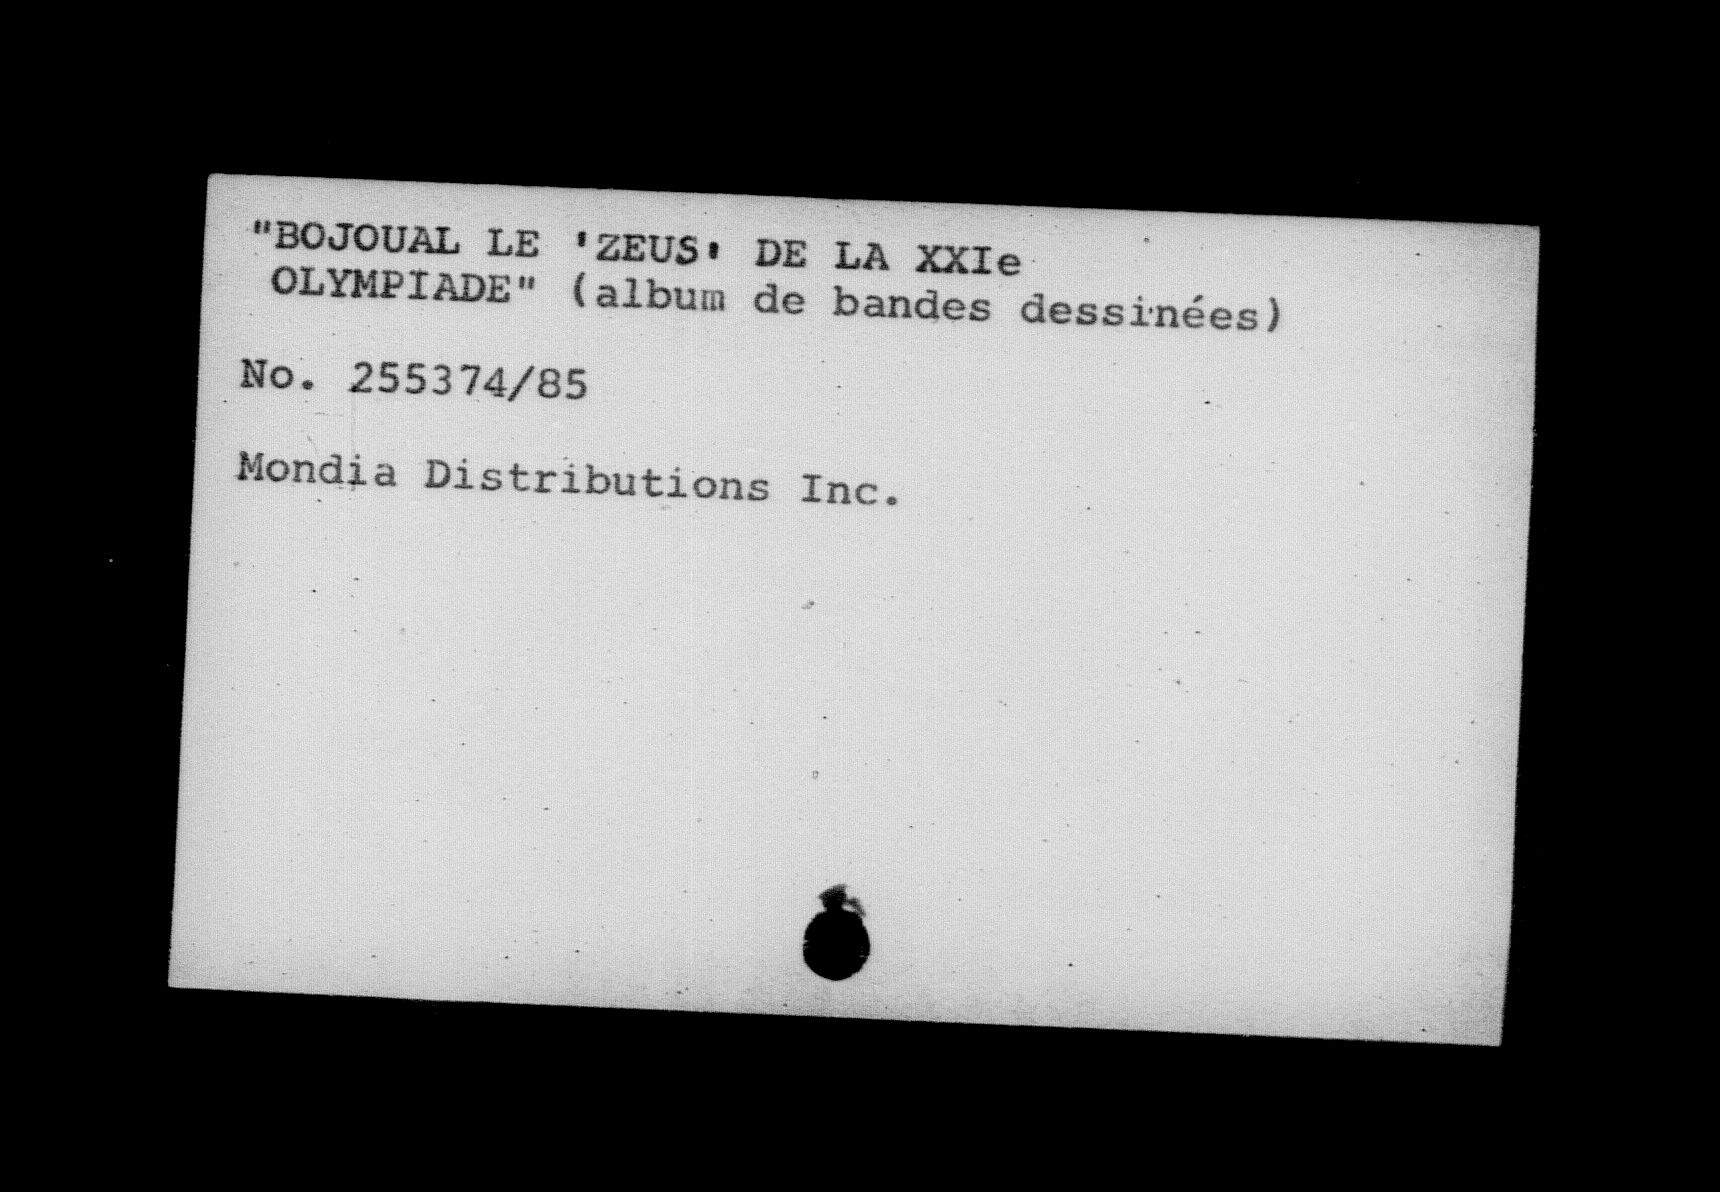 "BOJOUAL LE 'ZEUS' DE LA XXIe
OLYMPIADE" (album de bandes dessinées)
No. 255374/85
Mondia Distributions Inc.